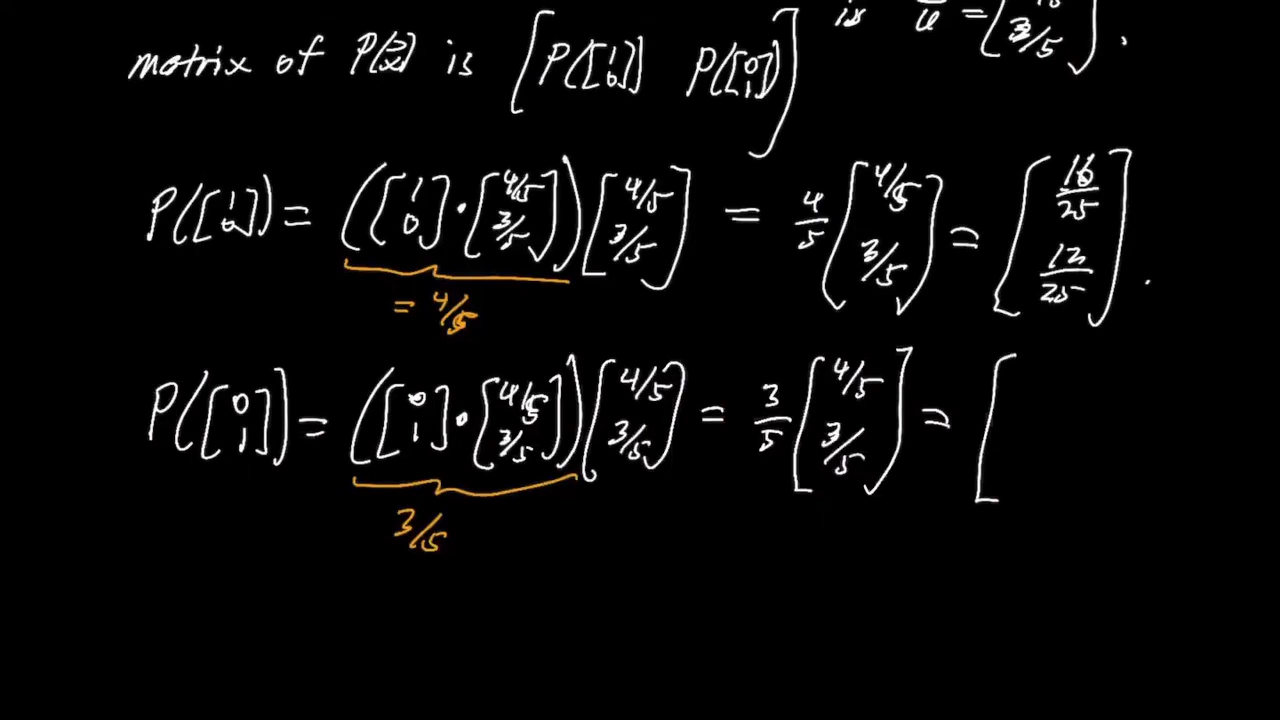 matrix of P(x⃗) is [P([1 0]) P([0 1])] is u⃗ = [ 3/5].
P([1 0]) = ([1 0] · [4/5 3/5]) [4/5 3/5] = 4/5 [4/5 3/5] = [16/25 12/25].
= 4/5
P([0 1]) = ([0 1] · [4/5 3/5]) [4/5 3/5] = 3/5 [4/5 3/5] = [
3/5